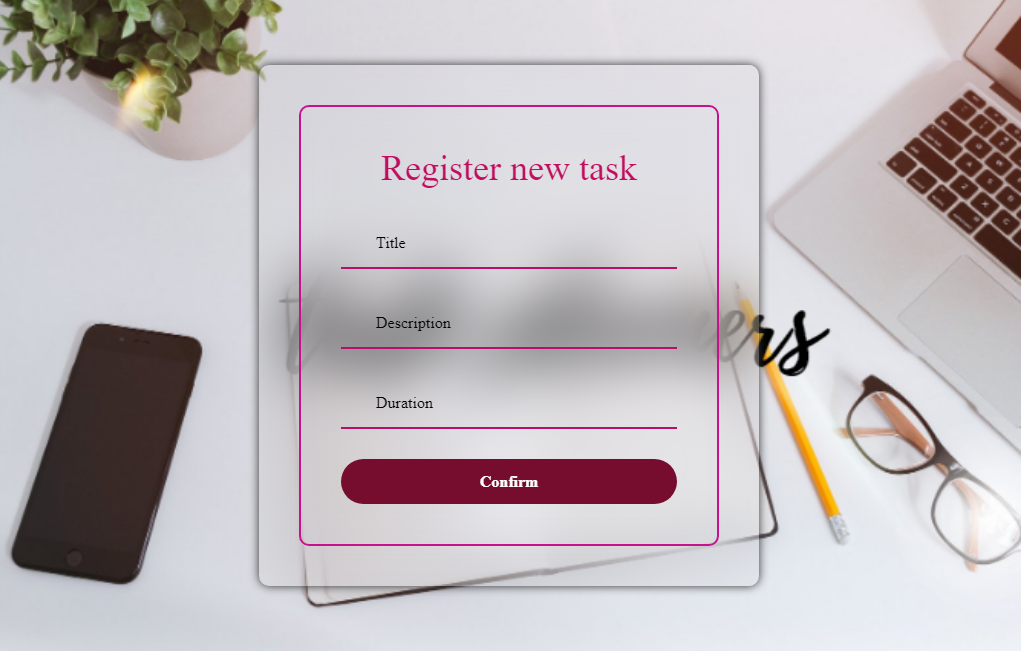 Register new task
Title
Description
Duration
Confirm